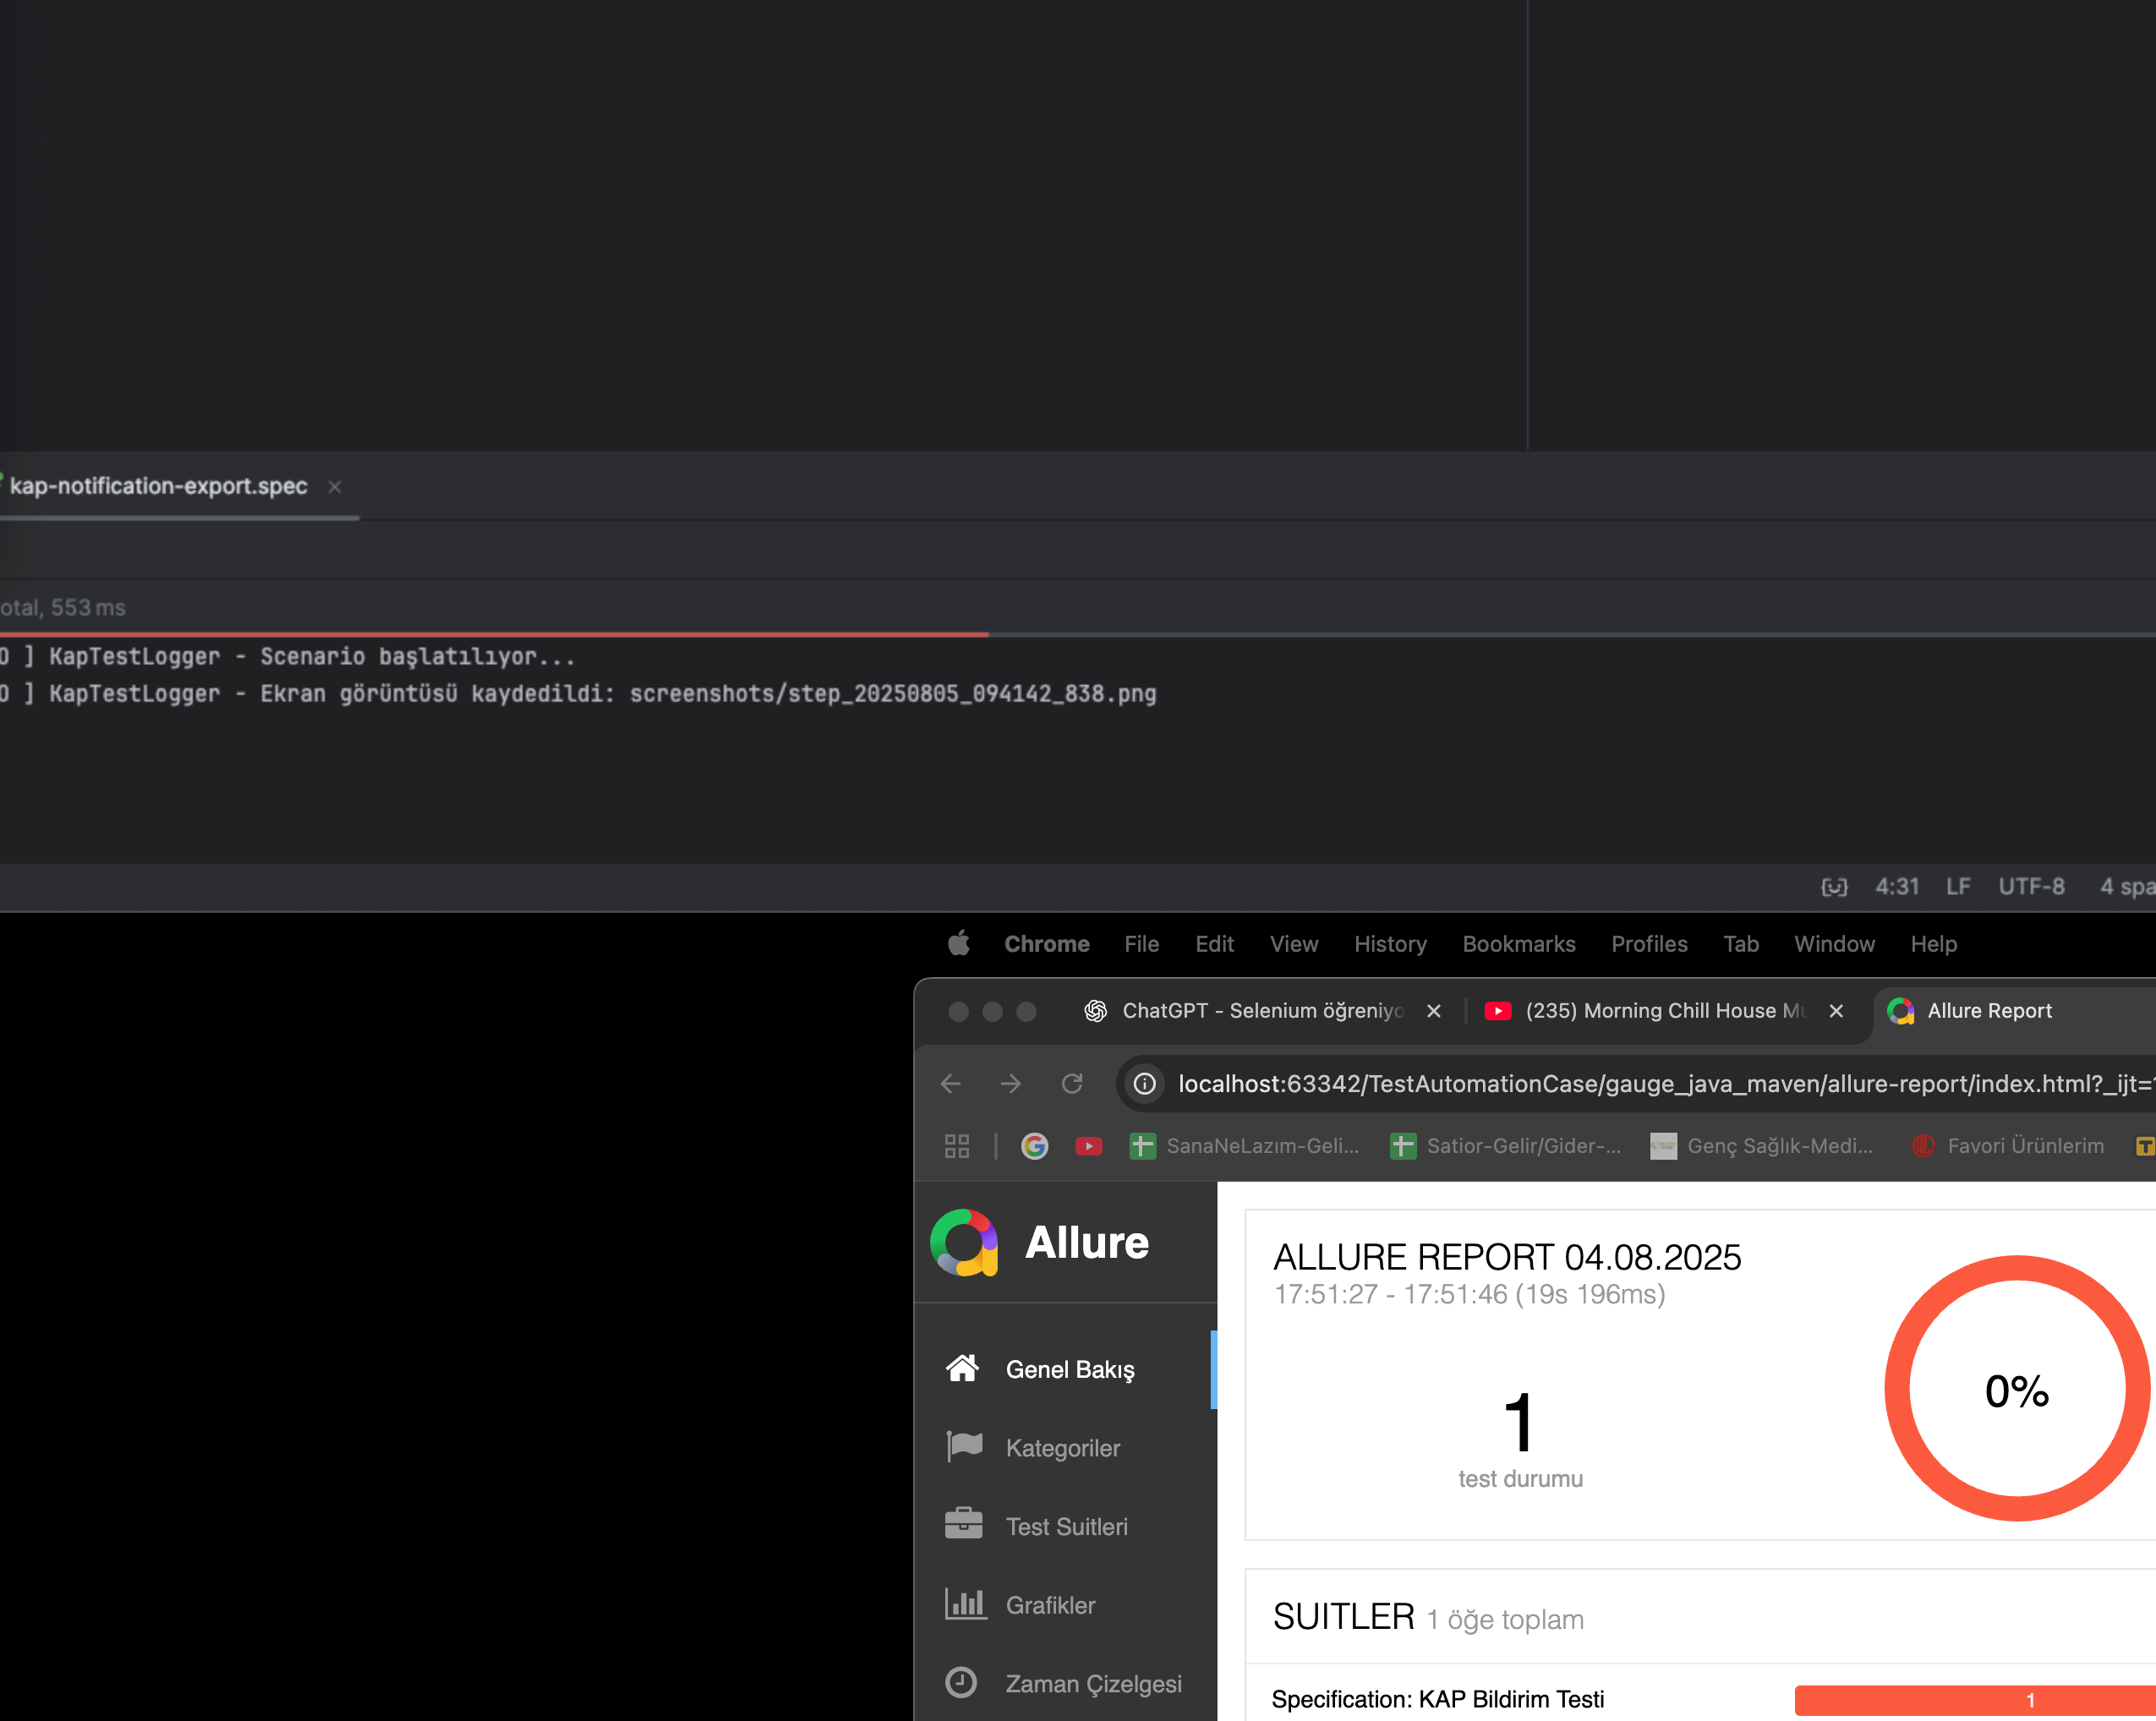 kap-notification-export.spec
otal, 553 ms
O ] KapTestLogger - Scenario başlatılıyor...
O ] KapTestLogger - Ekran görüntüsü kaydedildi: screenshots/step_20250805_094142_838.png
4:31 LF UTF-8 4 spa
Chrome File Edit View History Bookmarks Profiles Tab Window Help
ChatGPT - Selenium öğreniyo
(235) Morning Chill House Mu
Allure Report
localhost:63342/TestAutomationCase/gauge_java_maven/allure-report/index.html?_ijt=
SanaNeLazım-Geli... Satior-Gelir/Gider-... Genç Sağlık-Medi... Favori Ürünlerim
Allure
ALLURE REPORT 04.08.2025
17:51:27 - 17:51:46 (19s 196ms)
0%
1
test durumu
Genel Bakış
Kategoriler
Test Suitleri
Grafikler
Zaman Çizelgesi
SUITLER 1 öğe toplam
Specification: KAP Bildirim Testi
1